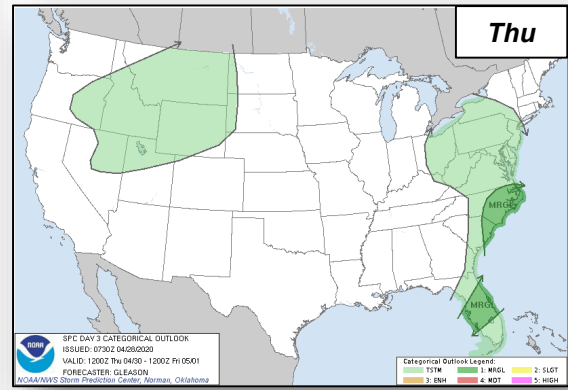 Thu
MRGL
MRGL
NOAA
SPC DAY 3 CATEGORICAL OUTLOOK
ISSUED: 0730Z 04/28/2020
VALID: 1200Z Thu 04/30 - 1200Z Fri 05/01
FORECASTER: GLEASON
NOAA/NWS Storm Prediction Center, Norman, Oklahoma
Categorical Outlook Legend:
TSTM 1: MRGL 2: SLGT
3: ENH 4: MDT 5: HIGH